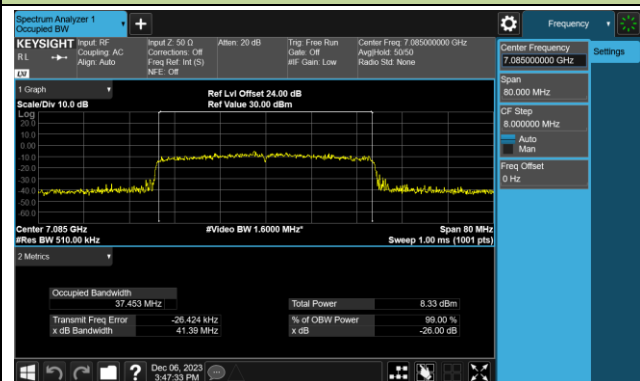 Spectrum Analyzer 1
Occupied BW
Frequency
KEYSIGHT
Input: RF
Coupling: AC
Align: Auto
Input Z: 50 Ω
Corrections: Off
Freq Ref: Int (S)
NFE: Off
Atten: 20 dB
Trig: Free Run
Gate: Off
#IF Gain: Low
Center Freq: 7.085000000 GHz
Avg|Hold: 50/50
Radio Std: None
RL
LXI
Center Frequency
7.085000000 GHz
Settings
Span
80.000 MHz
CF Step
8.000000 MHz
Auto
Man
Freq Offset
0 Hz
1 Graph
Scale/Div 10.0 dB
Ref Lvl Offset 24.00 dB
Ref Value 30.00 dBm
Log
20.0
10.0
0.00
-10.0
-20.0
-30.0
-40.0
-50.0
-60.0
Center 7.085 GHz
#Res BW 510.00 kHz
#Video BW 1.6000 MHz*
Span 80 MHz
Sweep 1.00 ms (1001 pts)
2 Metrics
Occupied Bandwidth
37.453 MHz
Transmit Freq Error -26.424 kHz
x dB Bandwidth 41.39 MHz
Total Power 8.33 dBm
% of OBW Power 99.00 %
x dB -26.00 dB
?
Dec 06, 2023
3:47:33 PM